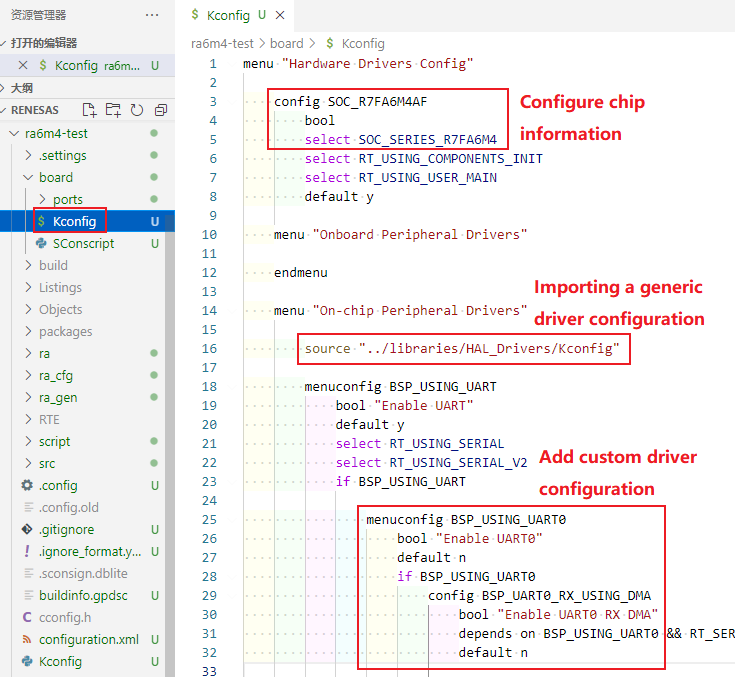 资源管理器
···
打开的编辑器
$ Kconfig ra6m... U
大纲
RENESAS
ra6m4-test
.settings
board
ports
$ Kconfig U
SConscript U
build
Listings
Objects
packages
ra
ra_cfg
ra_gen
RTE
script
src
.config U
.config.old
.gitignore U
! .ignore_format.y... U
.sconsign.dblite
buildinfo.gpdsc U
C cconfig.h
configuration.xml U
Kconfig U
$ Kconfig U
ra6m4-test > board > $ Kconfig
1 menu "Hardware Drivers Config"
2
3 config SOC_R7FA6M4AF
4 bool
5 select SOC_SERIES_R7FA6M4
6 select RT_USING_COMPONENTS_INIT
7 select RT_USING_USER_MAIN
8 default y
9
10 menu "Onboard Peripheral Drivers"
11
12 endmenu
13
14 menu "On-chip Peripheral Drivers"
15
16 source "../libraries/HAL_Drivers/Kconfig"
17
18 menuconfig BSP_USING_UART
19 bool "Enable UART"
20 default y
21 select RT_USING_SERIAL
22 select RT_USING_SERIAL_V2
23 if BSP_USING_UART
24
25 menuconfig BSP_USING_UART0
26 bool "Enable UART0"
27 default n
28 if BSP_USING_UART0
29 config BSP_UART0_RX_USING_DMA
30 bool "Enable UART0 RX DMA"
31 depends on BSP_USING_UART0 && RT_SER
32 default n
33
Configure chip
information
Importing a generic
driver configuration
Add custom driver
configuration